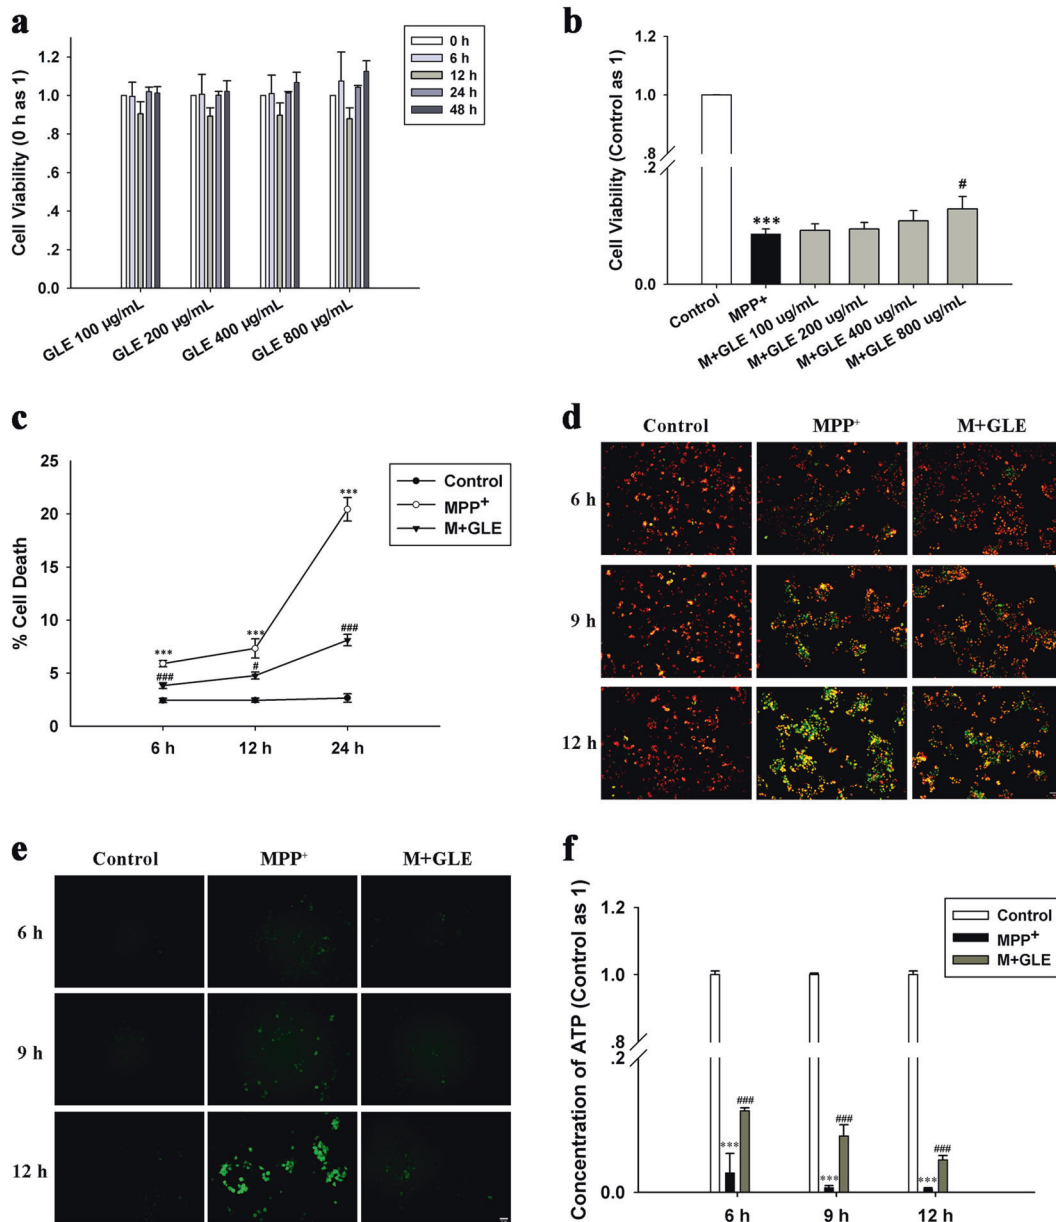 a
Cell Viability (0 h as 1)
1.2
1.0
.8
.6
.4
.2
0.0
0 h
6 h
12 h
24 h
48 h
GLE 100 µg/mL
GLE 200 µg/mL
GLE 400 µg/mL
GLE 800 µg/mL
b
Cell Viability (Control as 1)
1.2
1.0
.8
.2
0.0
***
#
Control
MPP+
M+GLE 100 ug/mL
M+GLE 200 ug/mL
M+GLE 400 ug/mL
M+GLE 800 ug/mL
c
% Cell Death
25
20
15
10
5
0
Control
MPP+
M+GLE
***
***
***
###
#
###
6 h
12 h
24 h
d
Control MPP+ M+GLE
6 h
9 h
12 h
e
Control MPP+ M+GLE
6 h
9 h
12 h
f
Concentration of ATP (Control as 1)
1.2
1.0
.8
.2
0.0
Control
MPP+
M+GLE
***
###
***
###
***
###
6 h
9 h
12 h